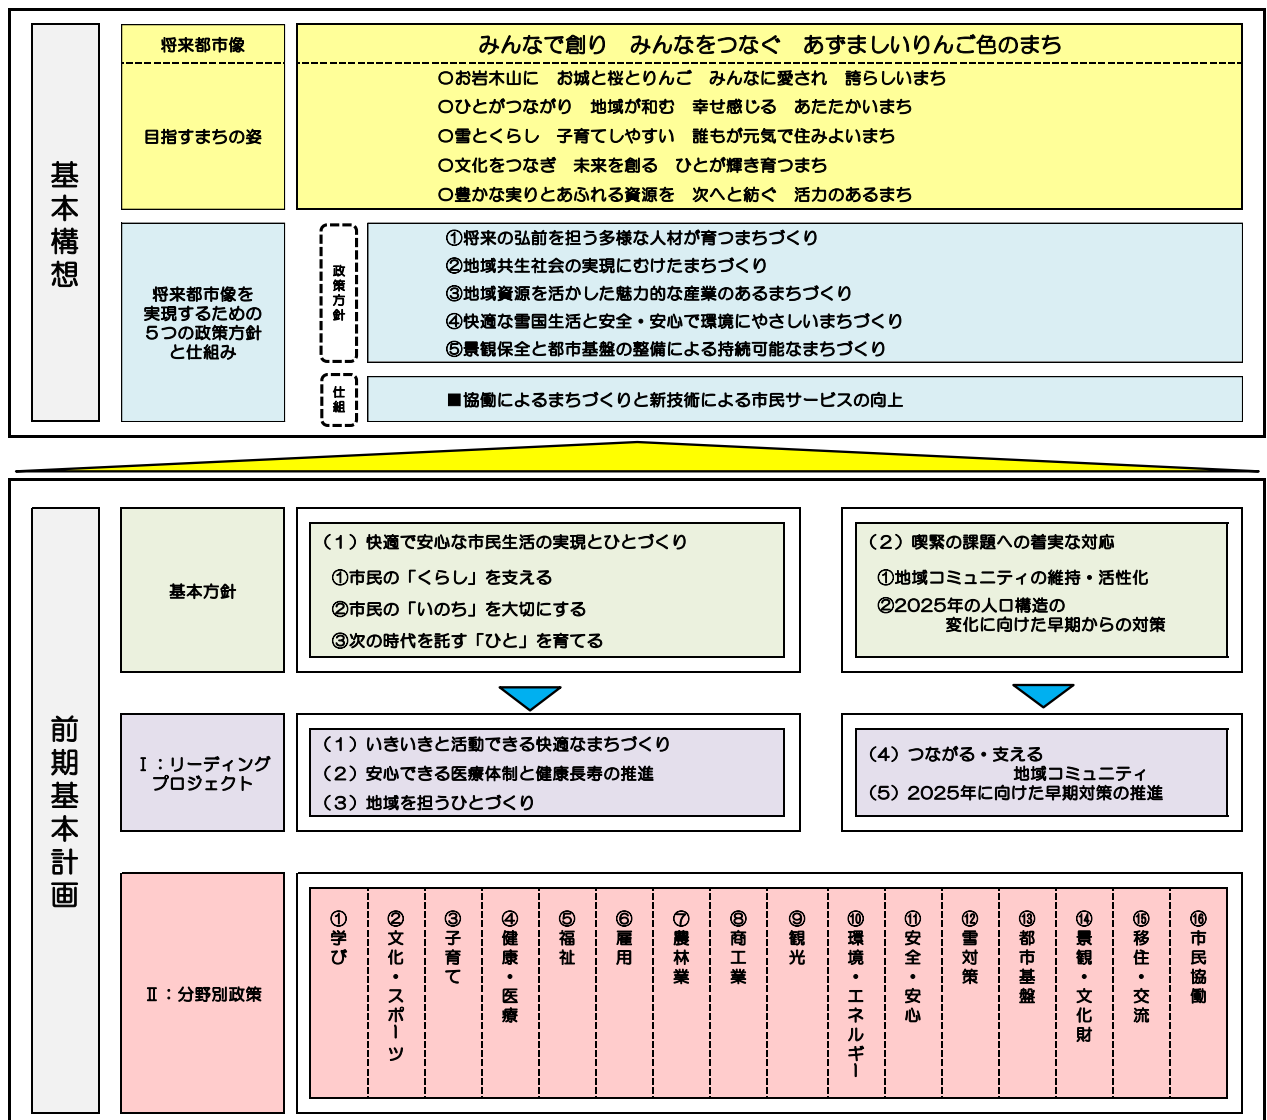 基本構想
将来都市像
みんなで創り　みんなをつなぐ　あずましいりんご色のまち
目指すまちの姿
〇お岩木山に　お城と桜とりんご　みんなに愛され　誇らしいまち
〇ひとがつながり　地域が和む　幸せ感じる　あたたかいまち
〇雪とくらし　子育てしやすい　誰もが元気で住みよいまち
〇文化をつなぎ　未来を創る　ひとが輝き育つまち
〇豊かな実りとあふれる資源を　次へと紡ぐ　活力のあるまち
将来都市像を
実現するための
５つの政策方針
と仕組み
政策方針
①将来の弘前を担う多様な人材が育つまちづくり
②地域共生社会の実現にむけたまちづくり
③地域資源を活かした魅力的な産業のあるまちづくり
④快適な雪国生活と安全・安心で環境にやさしいまちづくり
⑤景観保全と都市基盤の整備による持続可能なまちづくり
仕組
■協働によるまちづくりと新技術による市民サービスの向上
前期基本計画
基本方針
（１）快適で安心な市民生活の実現とひとづくり
①市民の「くらし」を支える
②市民の「いのち」を大切にする
③次の時代を託す「ひと」を育てる
（２）喫緊の課題への着実な対応
①地域コミュニティの維持・活性化
②2025年の人口構造の
変化に向けた早期からの対策
Ⅰ：リーディング
プロジェクト
（１）いきいきと活動できる快適なまちづくり
（２）安心できる医療体制と健康長寿の推進
（３）地域を担うひとづくり
（４）つながる・支える
地域コミュニティ
（５）2025年に向けた早期対策の推進
Ⅱ：分野別政策
①学び
②文化・スポーツ
③子育て
④健康・医療
⑤福祉
⑥雇用
⑦農林業
⑧商工業
⑨観光
⑩環境・エネルギー
⑪安全・安心
⑫雪対策
⑬都市基盤
⑭景観・文化財
⑮移住・交流
⑯市民協働